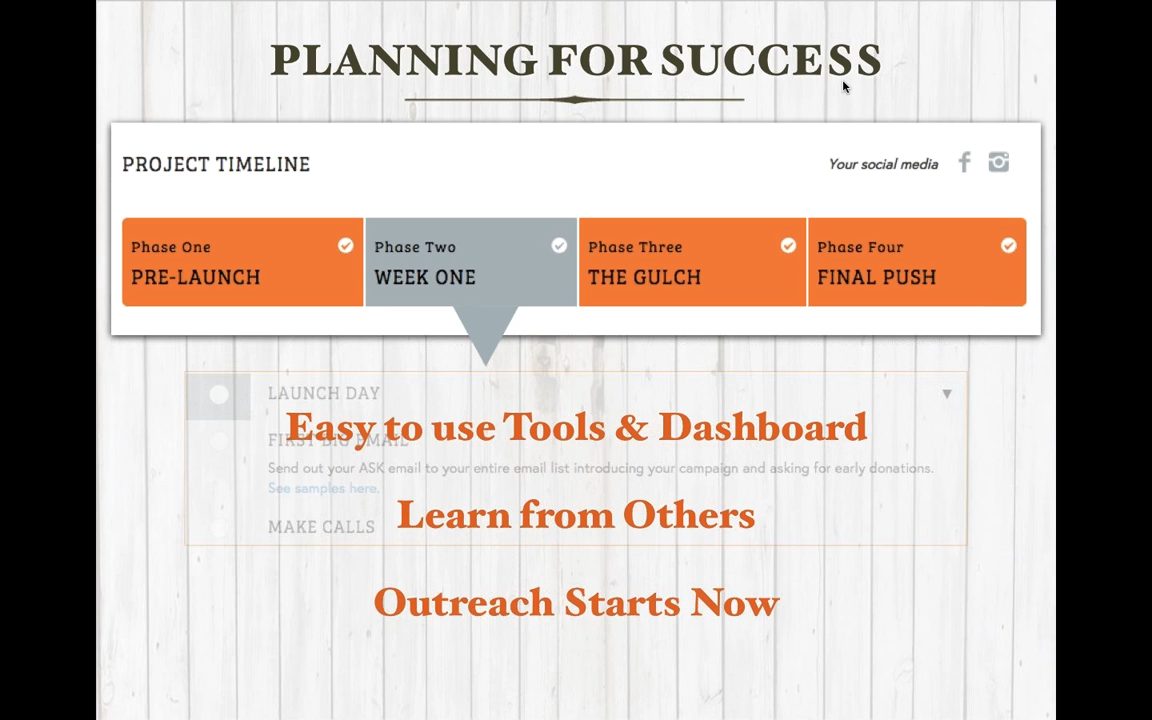 PLANNING FOR SUCCESS
PROJECT TIMELINE
Your social media
Phase One
PRE-LAUNCH
Phase Two
WEEK ONE
Phase Three
THE GULCH
Phase Four
FINAL PUSH
LAUNCH DAY
Easy to use Tools & Dashboard
FIRST BIG EMAIL
Send out your ASK email to your entire email list introducing your campaign and asking for early donations.
See samples here.
Learn from Others
MAKE CALLS
Outreach Starts Now